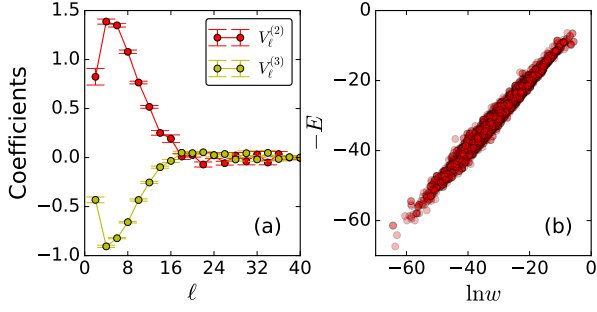 1.5
1.0
0.5
0.0
−0.5
−1.0
0 8 16 24 32 40
Coefficients
ℓ
V_ℓ^(2)
V_ℓ^(3)
(a)
0
−20
−40
−60
−60 −40 −20 0
−E
ln w
(b)